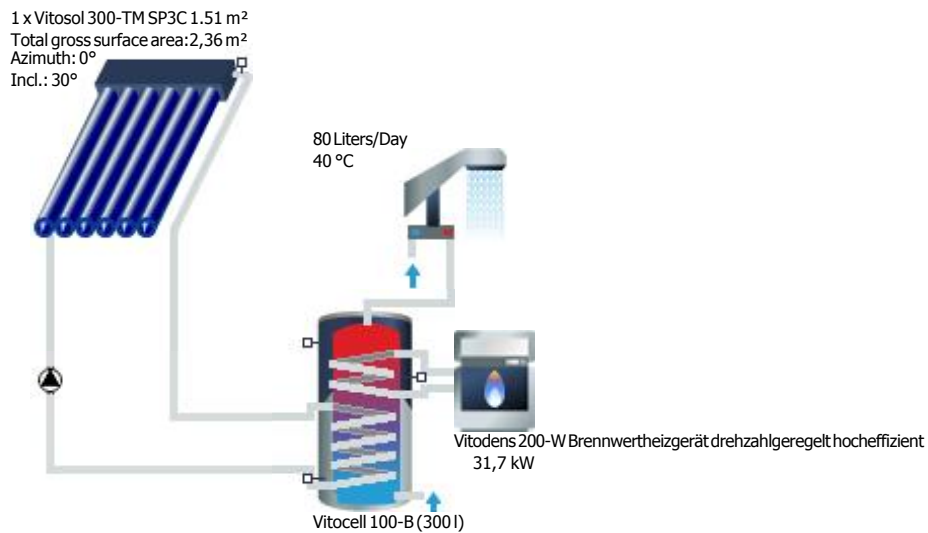 1 x Vitosol 300-TM SP3C 1.51 m²
Total gross surface area:2,36 m²
Azimuth: 0°
Incl.: 30°
80 Liters/Day
40 °C
Vitodens 200-W Brennwertheizgerät drehzahlgeregelt hocheffizient
31,7 kW
Vitocell 100-B (300 l)